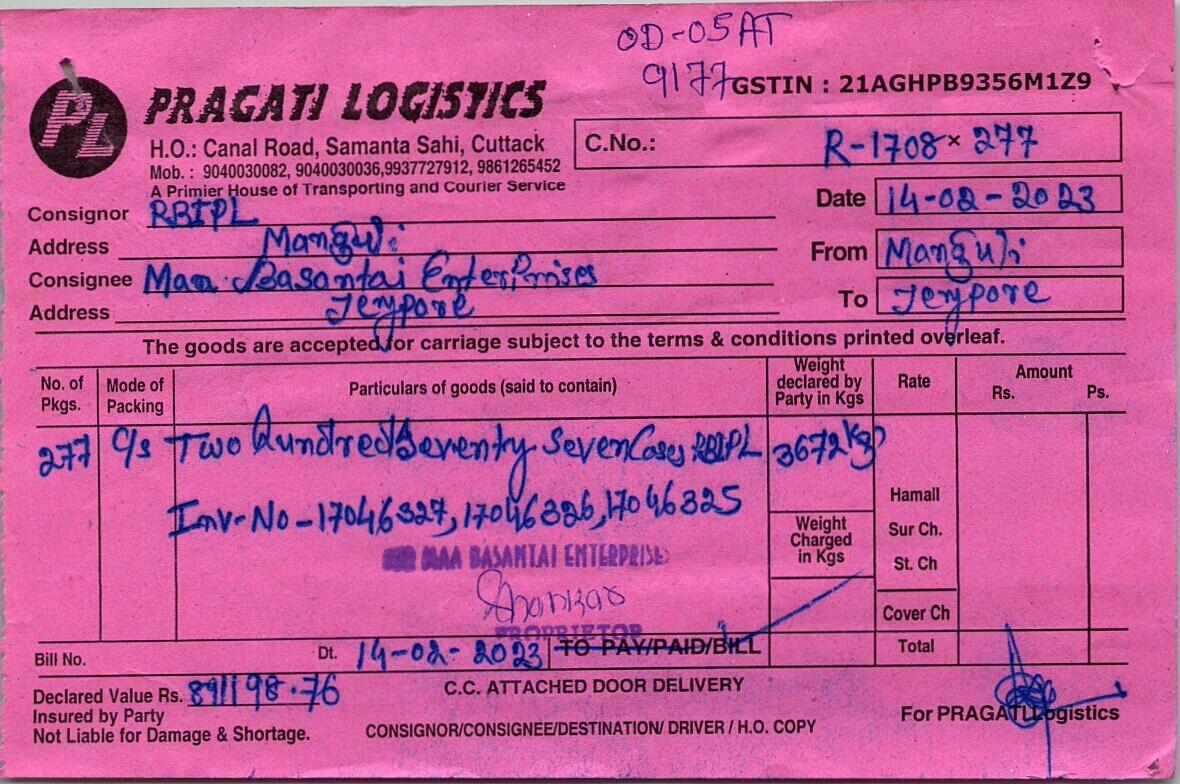 OD-05AT
9177
GSTIN : 21AGHPB9356M1Z9
PL
PRAGATI LOGISTICS
H.O.: Canal Road, Samanta Sahi, Cuttack
Mob. : 9040030082, 9040030036,9937727912, 9861265452
A Primier House of Transporting and Courier Service
C.No.: R-1708 × 277
Date 14-02-2023
Consignor RBIPL
Address Manguli
From Manguli
Consignee Maa Basantai Enterprises
Address Jeypore
To Jeypore
The goods are accepted for carriage subject to the terms & conditions printed overleaf.
No. of Pkgs. Mode of Packing Particulars of goods (said to contain) Weight declared by Party in Kgs Rate Amount Rs. Ps.
277 C/s Two Hundred Seventy Seven Cases RBIPL 3672 Kg
Inv-No-17046327, 17046326, 17046325
Hamall
Weight Charged in Kgs
Sur Ch.
St. Ch
MAA BASANTAI ENTERPRISE
Shankar
PROPRIETOR
Cover Ch
Bill No. Dt. 14-02-2023 TO PAY/PAID/BILL Total
Declared Value Rs. 891198.76
C.C. ATTACHED DOOR DELIVERY
Insured by Party
Not Liable for Damage & Shortage.
CONSIGNOR/CONSIGNEE/DESTINATION/ DRIVER / H.O. COPY
For PRAGATI Logistics